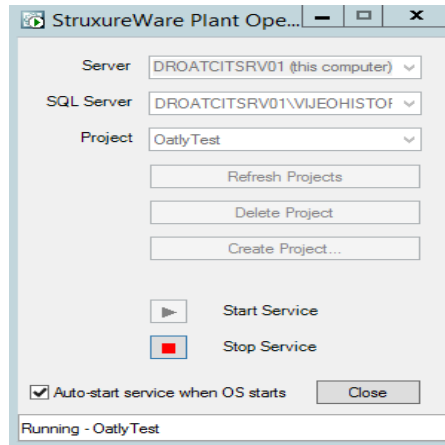 StruxureWare Plant Ope...
Server DROATCITSRV01 (this computer)
SQL Server DROATCITSRV01\VIJEOHISTOF
Project OatlyTest
Refresh Projects
Delete Project
Create Project...
Start Service
Stop Service
Auto-start service when OS starts Close
Running - OatlyTest